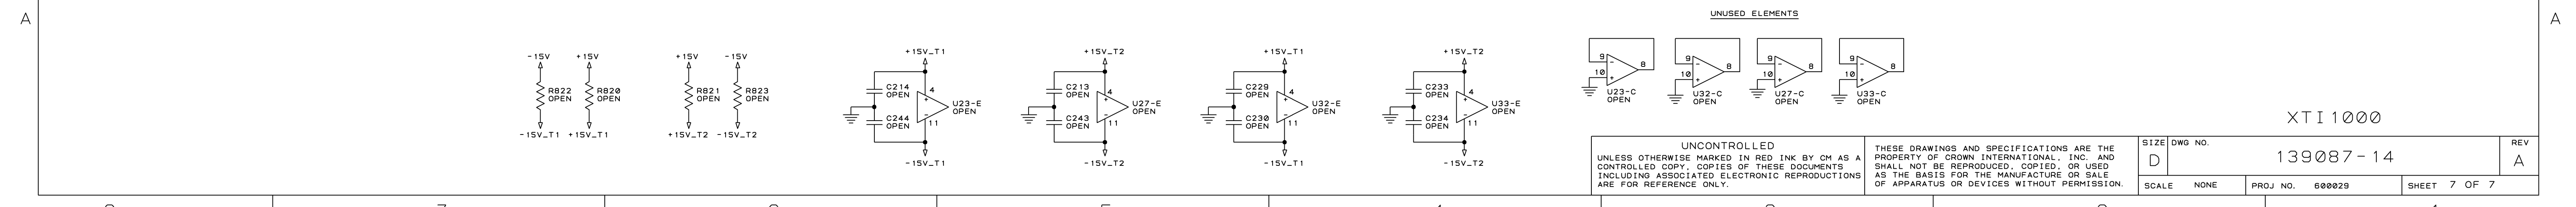 A
UNUSED ELEMENTS
A
-15V
+15V
R822
OPEN
R820
OPEN
-15V_T1
+15V_T1
+15V
-15V
R821
OPEN
R823
OPEN
+15V_T2
-15V_T2
+15V_T1
C214
OPEN
4
+
U23-E
OPEN
-
C244
OPEN
11
-15V_T1
+15V_T2
C213
OPEN
4
+
U27-E
OPEN
-
C243
OPEN
11
-15V_T2
+15V_T1
C229
OPEN
4
+
U32-E
OPEN
-
C230
OPEN
11
-15V_T1
+15V_T2
C233
OPEN
4
+
U33-E
OPEN
-
C234
OPEN
11
-15V_T2
9
-
8
10
+
U23-C
OPEN
9
-
8
10
+
U32-C
OPEN
9
-
8
10
+
U27-C
OPEN
9
-
8
10
+
U33-C
OPEN
XTI1000
UNCONTROLLED
UNLESS OTHERWISE MARKED IN RED INK BY CM AS A
CONTROLLED COPY, COPIES OF THESE DOCUMENTS
INCLUDING ASSOCIATED ELECTRONIC REPRODUCTIONS
ARE FOR REFERENCE ONLY.
THESE DRAWINGS AND SPECIFICATIONS ARE THE
PROPERTY OF CROWN INTERNATIONAL, INC. AND
SHALL NOT BE REPRODUCED, COPIED, OR USED
AS THE BASIS FOR THE MANUFACTURE OR SALE
OF APPARATUS OR DEVICES WITHOUT PERMISSION.
SIZE
D
DWG NO.
139087-14
REV
A
SCALE NONE
PROJ NO. 600029
SHEET 7 OF 7